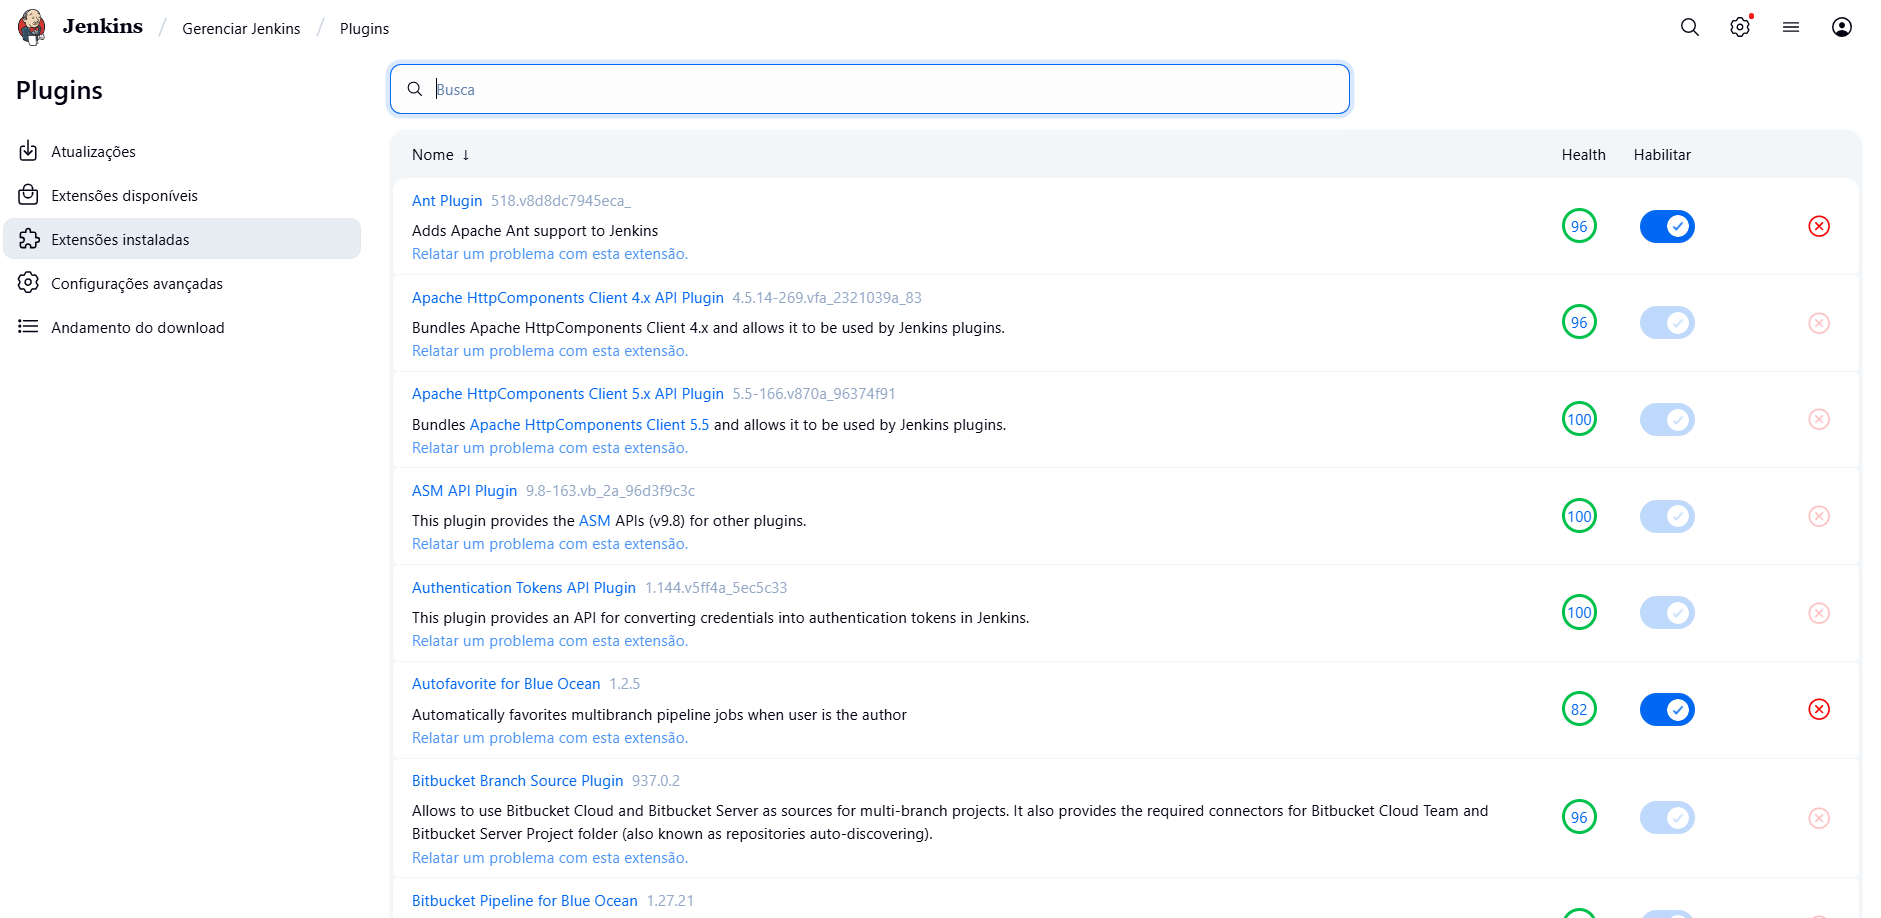 Jenkins / Gerenciar Jenkins / Plugins
Plugins
Atualizações
Extensões disponíveis
Extensões instaladas
Configurações avançadas
Andamento do download
Busca
Nome ↓ Health Habilitar
Ant Plugin 518.v8d8dc7945eca_
Adds Apache Ant support to Jenkins
Relatar um problema com esta extensão.
96
Apache HttpComponents Client 4.x API Plugin 4.5.14-269.vfa_2321039a_83
Bundles Apache HttpComponents Client 4.x and allows it to be used by Jenkins plugins.
Relatar um problema com esta extensão.
96
Apache HttpComponents Client 5.x API Plugin 5.5-166.v870a_96374f91
Bundles Apache HttpComponents Client 5.5 and allows it to be used by Jenkins plugins.
Relatar um problema com esta extensão.
100
ASM API Plugin 9.8-163.vb_2a_96d3f9c3c
This plugin provides the ASM APIs (v9.8) for other plugins.
Relatar um problema com esta extensão.
100
Authentication Tokens API Plugin 1.144.v5ff4a_5ec5c33
This plugin provides an API for converting credentials into authentication tokens in Jenkins.
Relatar um problema com esta extensão.
100
Autofavorite for Blue Ocean 1.2.5
Automatically favorites multibranch pipeline jobs when user is the author
Relatar um problema com esta extensão.
82
Bitbucket Branch Source Plugin 937.0.2
Allows to use Bitbucket Cloud and Bitbucket Server as sources for multi-branch projects. It also provides the required connectors for Bitbucket Cloud Team and
Bitbucket Server Project folder (also known as repositories auto-discovering).
Relatar um problema com esta extensão.
96
Bitbucket Pipeline for Blue Ocean 1.27.21